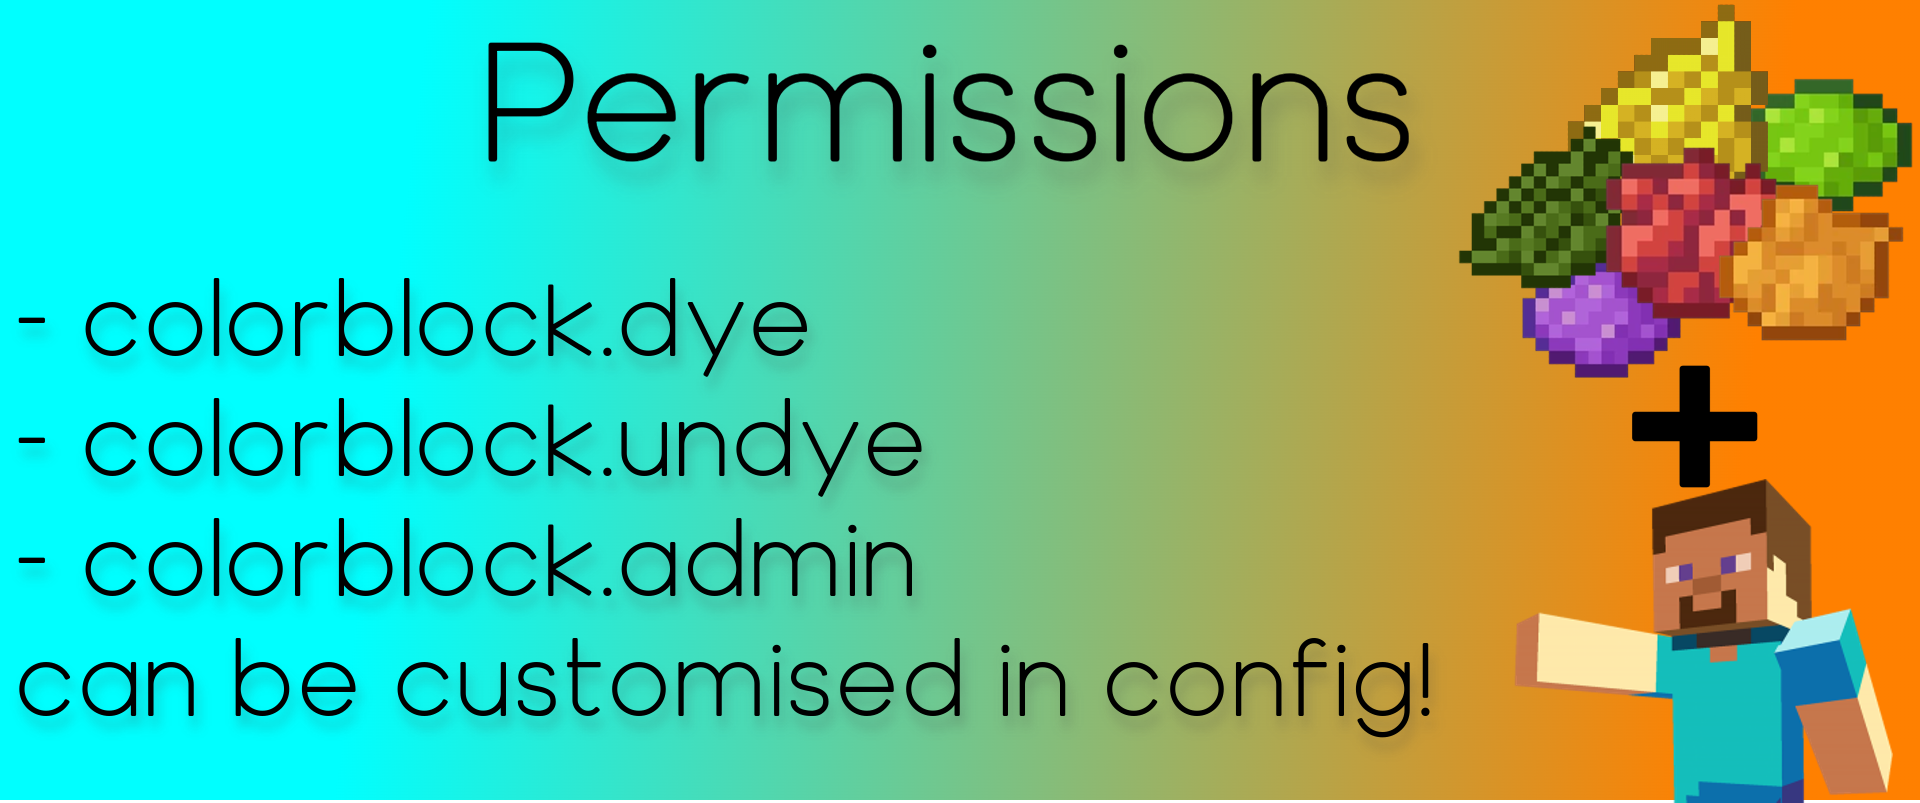 Permissions
- colorblock.dye
- colorblock.undye
- colorblock.admin
can be customised in config!